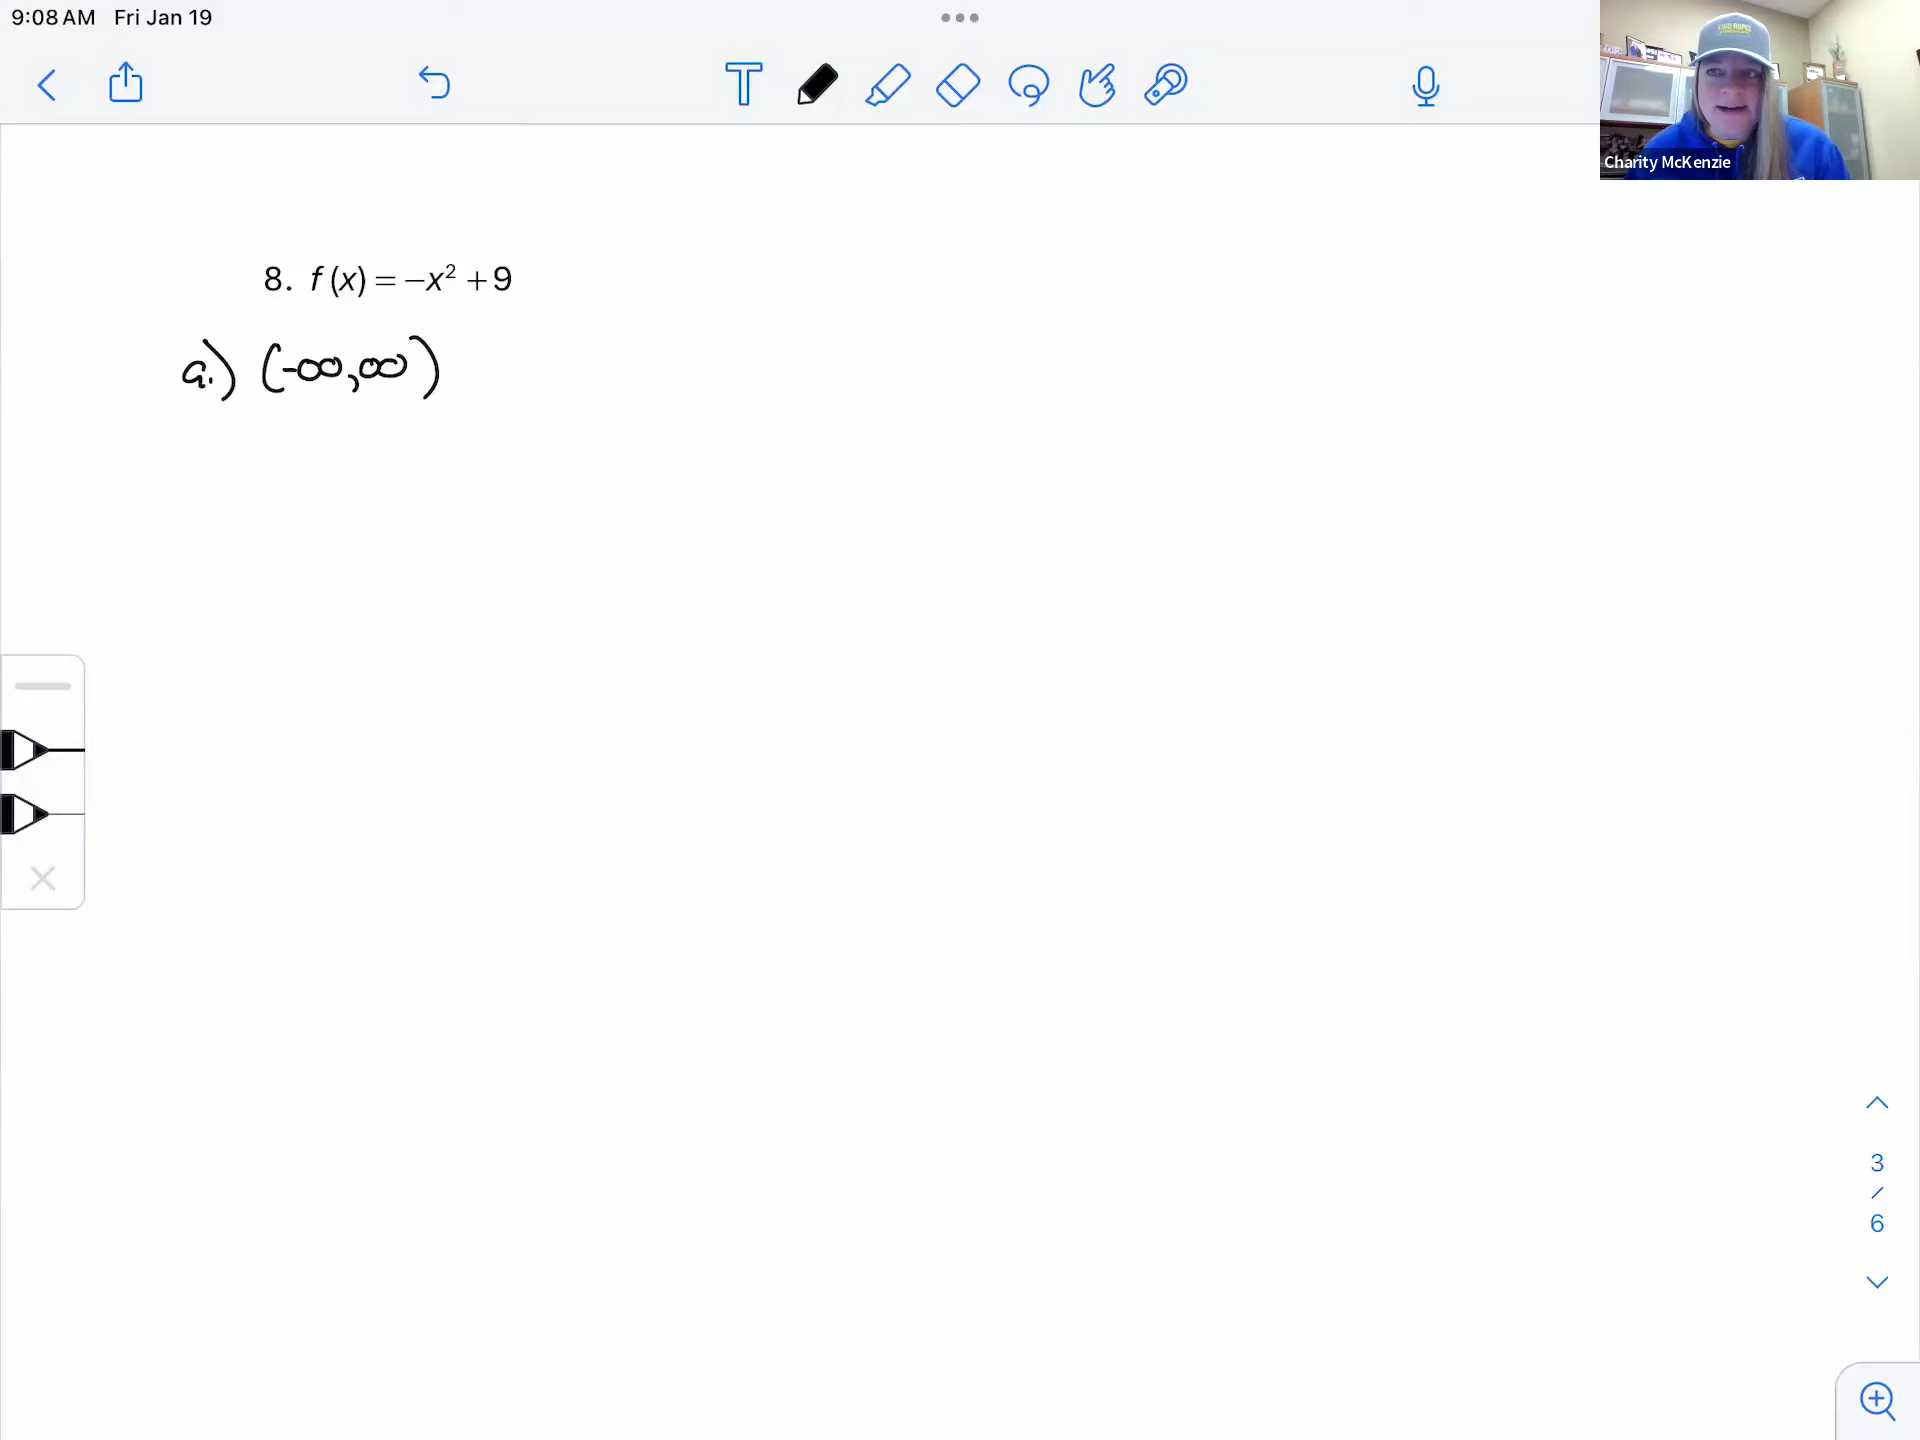 9:08 AM Fri Jan 19
Charity McKenzie
8. f(x) = −x² + 9
a.) (-∞,∞)
3
/
6